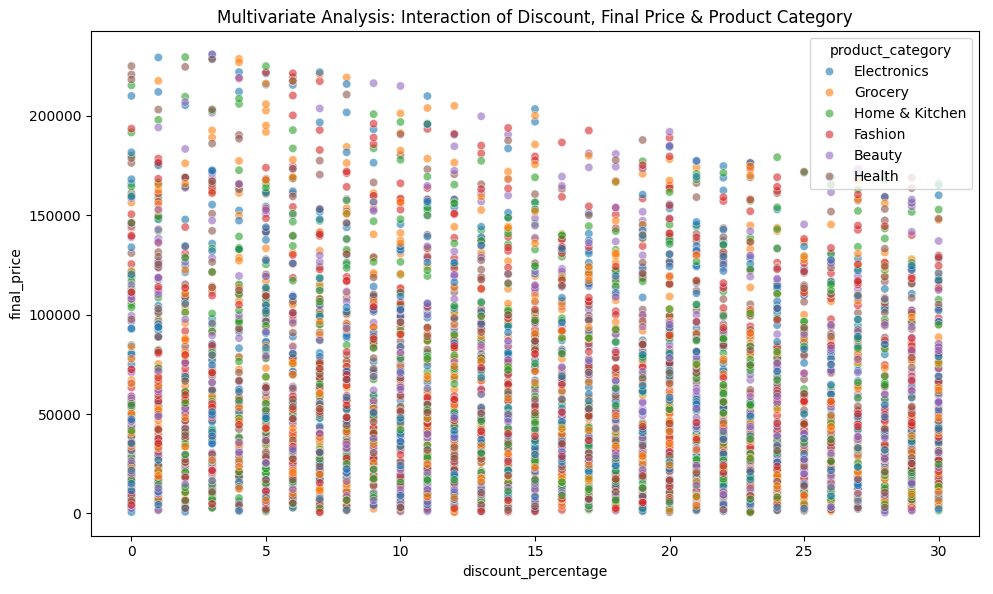 Multivariate Analysis: Interaction of Discount, Final Price & Product Category
product_category
Electronics
Grocery
Home & Kitchen
Fashion
Beauty
Health
final_price
200000
150000
100000
50000
0
0 5 10 15 20 25 30
discount_percentage